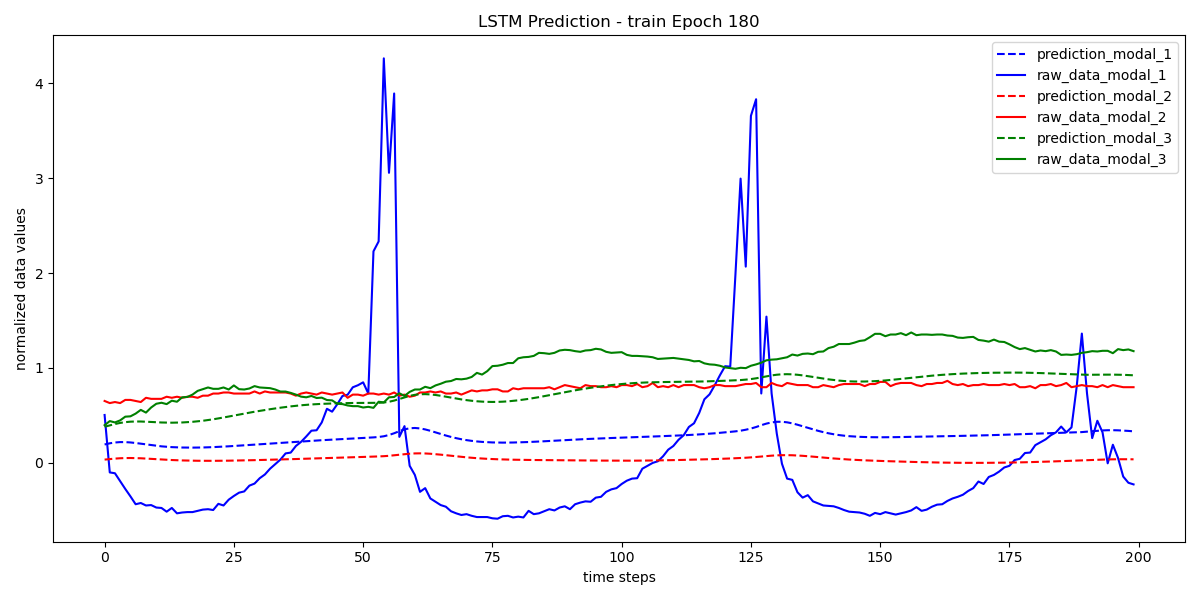 LSTM Prediction - train Epoch 180
normalized data values
4
3
2
1
0
0 25 50 75 100 125 150 175 200
time steps
prediction_modal_1
raw_data_modal_1
prediction_modal_2
raw_data_modal_2
prediction_modal_3
raw_data_modal_3